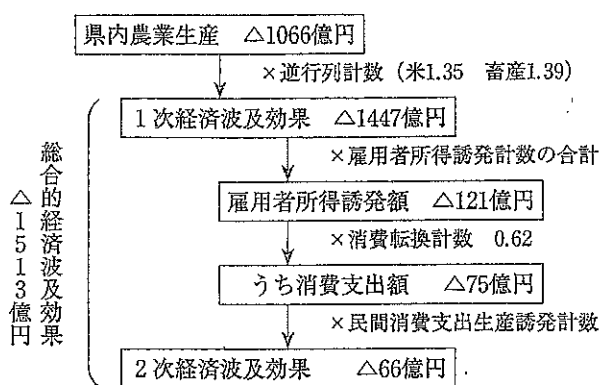 県内農業生産 △1066億円
×逆行列計数（米1.35 畜産1.39）
1次経済波及効果 △1447億円
×雇用者所得誘発計数の合計
雇用者所得誘発額 △121億円
×消費転換計数 0.62
うち消費支出額 △75億円
×民間消費支出生産誘発計数
2次経済波及効果 △66億円
総合的経済波及効果
△1513億円